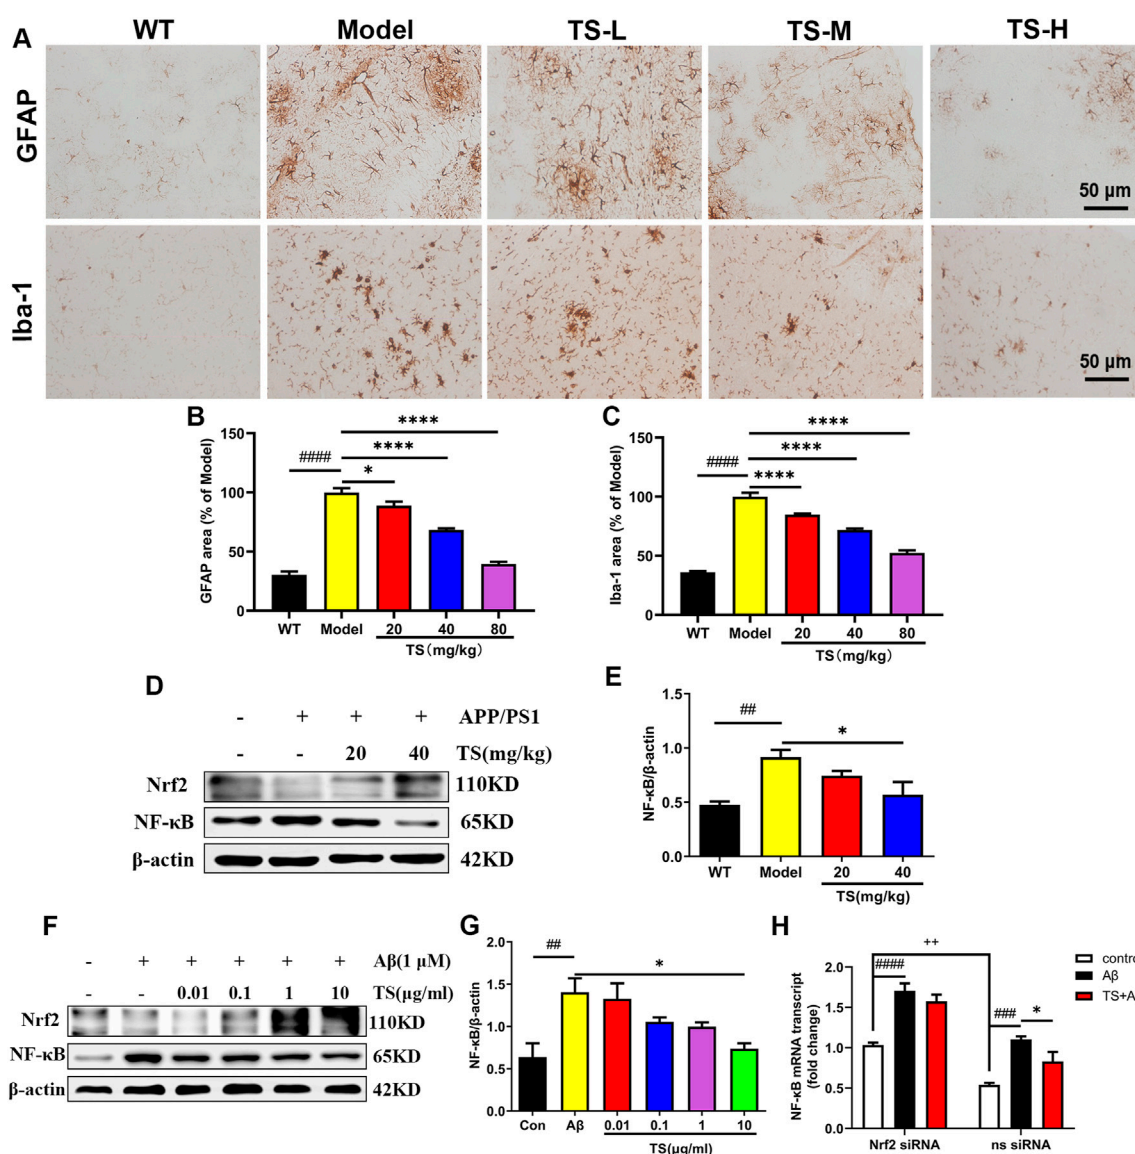 A
WT Model TS-L TS-M TS-H
GFAP
50 µm
Iba-1
50 µm
B
GFAP area (% of Model)
150
100
50
0
####
*
****
****
WT Model 20 40 80
TS(mg/kg)
C
Iba-1 area (% of Model)
150
100
50
0
####
****
****
****
WT Model 20 40 80
TS(mg/kg)
D
- + + + APP/PS1
- - 20 40 TS(mg/kg)
Nrf2 110KD
NF-κB 65KD
β-actin 42KD
E
NF-κB/β-actin
1.5
1.0
0.5
0.0
##
*
WT Model 20 40
TS(mg/kg)
F
- + + + + + Aβ(1 µM)
- - 0.01 0.1 1 10 TS(µg/ml)
Nrf2 110KD
NF-κB 65KD
β-actin 42KD
G
NF-κB/β-actin
2.0
1.5
1.0
0.5
0.0
##
*
Con Aβ 0.01 0.1 1 10
TS(µg/ml)
H
NF-κB mRNA transcript
(fold change)
2.0
1.5
1.0
0.5
0.0
++
####
###
*
Nrf2 siRNA ns siRNA
contro
Aβ
TS+A